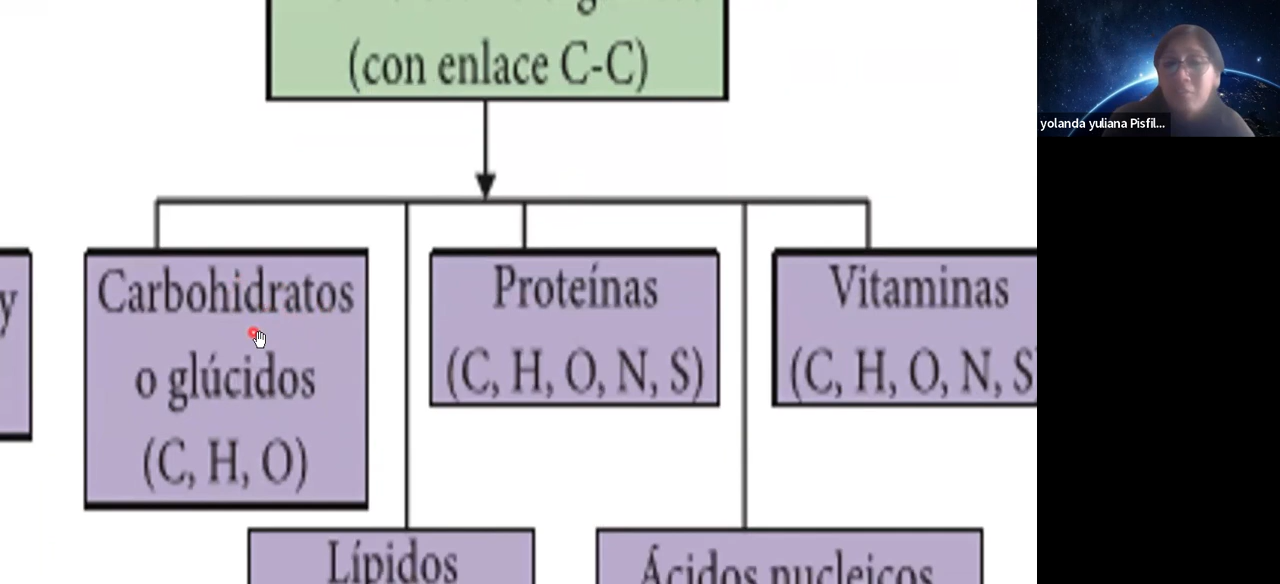 (con enlace C-C)
yolanda yuliana Pisfil...
y
Carbohidratos
o glúcidos
(C, H, O)
Proteínas
(C, H, O, N, S)
Vitaminas
(C, H, O, N, S
Lípidos
Ácidos nucleicos